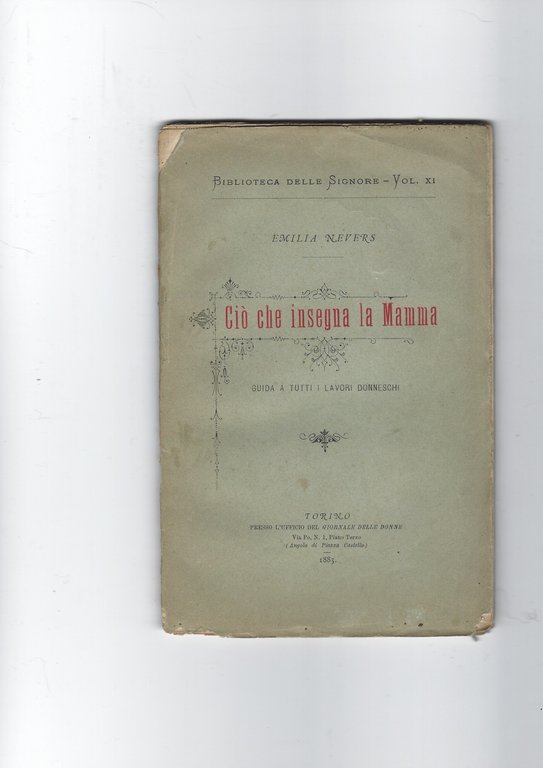 BIBLIOTECA DELLE SIGNORE – VOL. XI
EMILIA NEVERS
Ciò che insegna la Mamma
GUIDA A TUTTI I LAVORI DONNESCHI
TORINO
PRESSO L'UFFICIO DEL GIORNALE DELLE DONNE
Via Po, N. 1, Piano Terzo
(Angolo di Piazza Castello)
1883.